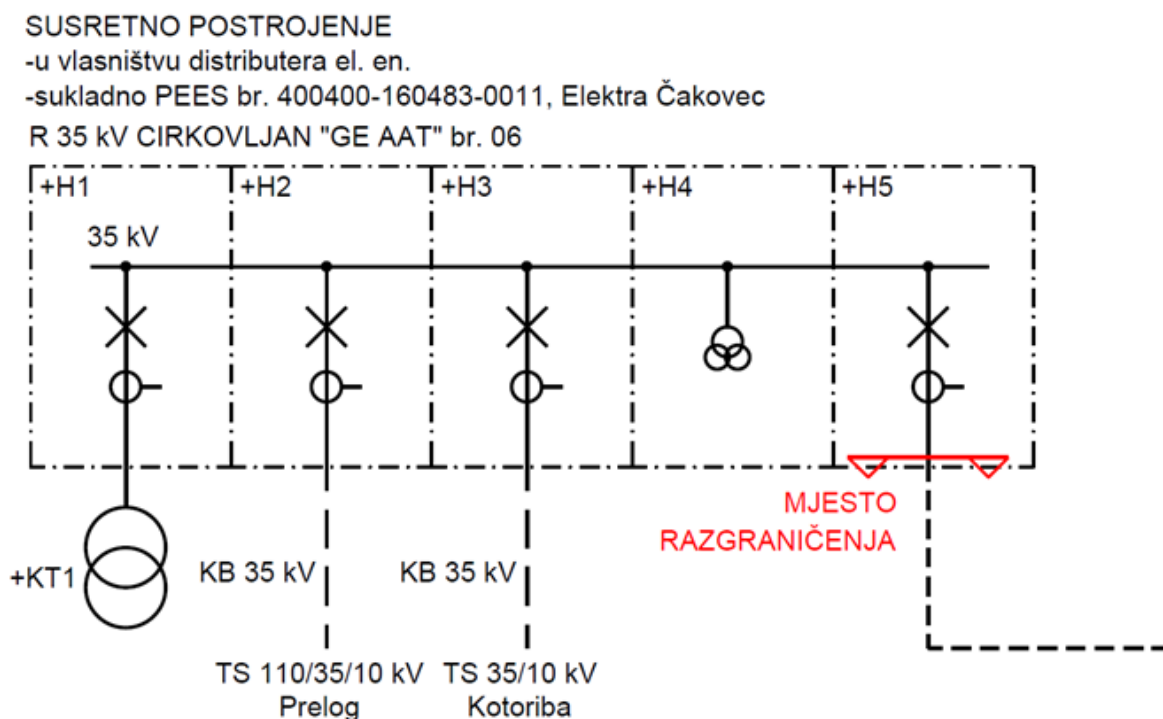 SUSRETNO POSTROJENJE
-u vlasništvu distributera el. en.
-sukladno PEES br. 400400-160483-0011, Elektra Čakovec
R 35 kV CIRKOVLJAN "GE AAT" br. 06
+H1
+H2
+H3
+H4
+H5
35 kV
MJESTO
RAZGRANIČENJA
+KT1
KB 35 kV
KB 35 kV
TS 110/35/10 kV
Prelog
TS 35/10 kV
Kotoriba